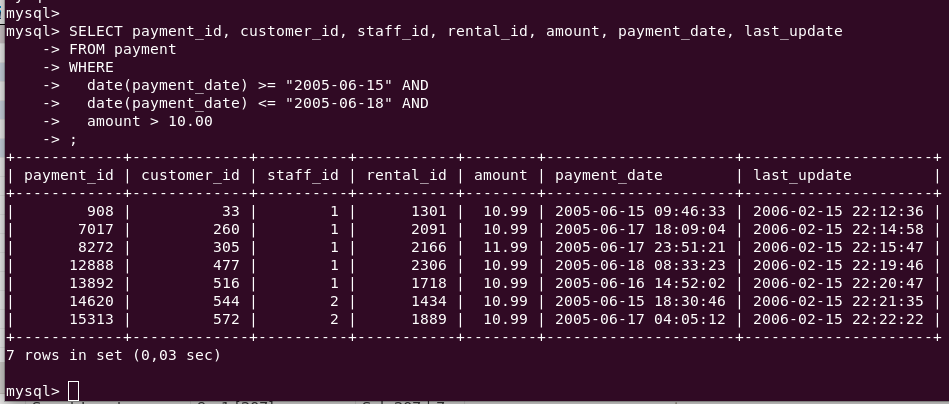 mysql>
mysql> SELECT payment_id, customer_id, staff_id, rental_id, amount, payment_date, last_update
    -> FROM payment
    -> WHERE
    ->   date(payment_date) >= "2005-06-15" AND
    ->   date(payment_date) <= "2005-06-18" AND
    ->   amount > 10.00
    -> ;
+------------+-------------+----------+-----------+--------+---------------------+---------------------+
| payment_id | customer_id | staff_id | rental_id | amount | payment_date        | last_update         |
+------------+-------------+----------+-----------+--------+---------------------+---------------------+
|        908 |          33 |        1 |      1301 |  10.99 | 2005-06-15 09:46:33 | 2006-02-15 22:12:36 |
|       7017 |         260 |        1 |      2091 |  10.99 | 2005-06-17 18:09:04 | 2006-02-15 22:14:58 |
|       8272 |         305 |        1 |      2166 |  11.99 | 2005-06-17 23:51:21 | 2006-02-15 22:15:47 |
|      12888 |         477 |        1 |      2306 |  10.99 | 2005-06-18 08:33:23 | 2006-02-15 22:19:46 |
|      13892 |         516 |        1 |      1718 |  10.99 | 2005-06-16 14:52:02 | 2006-02-15 22:20:47 |
|      14620 |         544 |        2 |      1434 |  10.99 | 2005-06-15 18:30:46 | 2006-02-15 22:21:35 |
|      15313 |         572 |        2 |      1889 |  10.99 | 2005-06-17 04:05:12 | 2006-02-15 22:22:22 |
+------------+-------------+----------+-----------+--------+---------------------+---------------------+
7 rows in set (0,03 sec)
mysql>